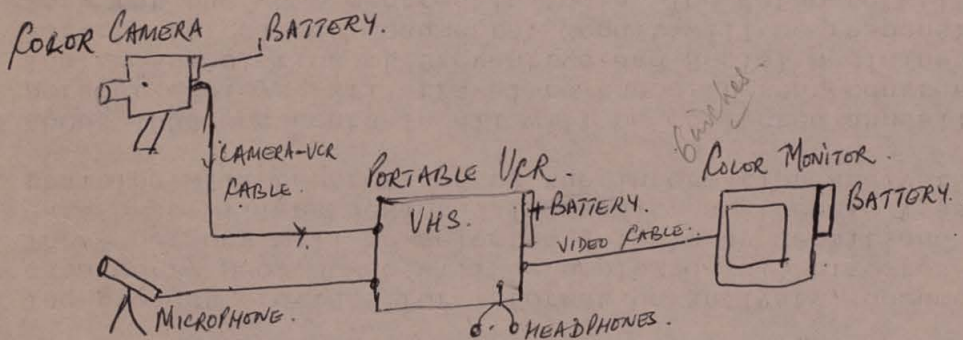 COLOR CAMERA
BATTERY.
CAMERA-VCR
CABLE.
PORTABLE VCR.
VHS.
+ BATTERY.
6 inches
COLOR MONITOR.
BATTERY.
VIDEO CABLE.
MICROPHONE.
HEADPHONES.